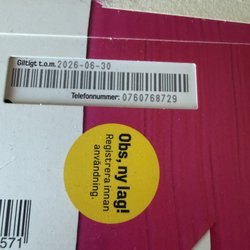 Giltigt t.o.m. 2026-06-30
Telefonnummer: 0760768729
Obs, ny lag!
Registrera innan
användning.
571